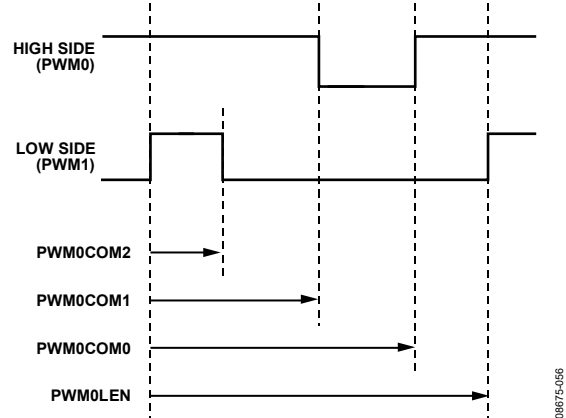 HIGH SIDE
(PWM0)
LOW SIDE
(PWM1)
PWM0COM2
PWM0COM1
PWM0COM0
PWM0LEN
08675-056